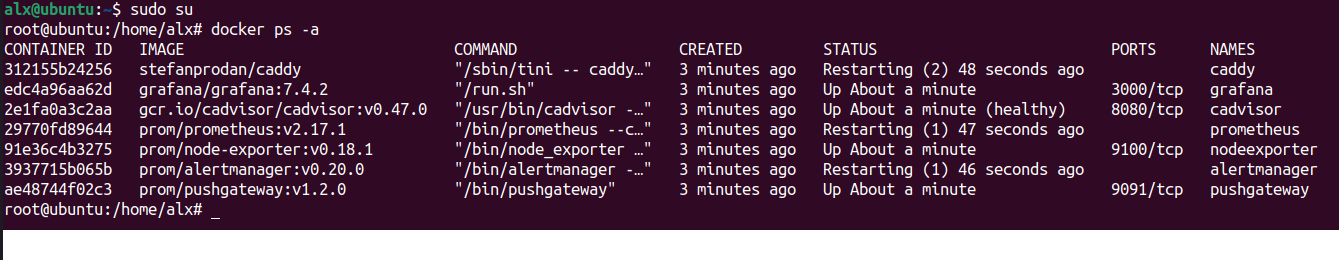 alx@ubuntu:~$ sudo su
root@ubuntu:/home/alx# docker ps -a
CONTAINER ID   IMAGE                              COMMAND                  CREATED         STATUS                          PORTS      NAMES
312155b24256   stefanprodan/caddy                 "/sbin/tini -- caddy…"   3 minutes ago   Restarting (2) 48 seconds ago              caddy
edc4a96aa62d   grafana/grafana:7.4.2              "/run.sh"                3 minutes ago   Up About a minute               3000/tcp   grafana
2e1fa0a3c2aa   gcr.io/cadvisor/cadvisor:v0.47.0   "/usr/bin/cadvisor -…"   3 minutes ago   Up About a minute (healthy)     8080/tcp   cadvisor
29770fd89644   prom/prometheus:v2.17.1            "/bin/prometheus --c…"   3 minutes ago   Restarting (1) 47 seconds ago              prometheus
91e36c4b3275   prom/node-exporter:v0.18.1         "/bin/node_exporter …"   3 minutes ago   Up About a minute               9100/tcp   nodeexporter
3937715b065b   prom/alertmanager:v0.20.0          "/bin/alertmanager -…"   3 minutes ago   Restarting (1) 46 seconds ago              alertmanager
ae48744f02c3   prom/pushgateway:v1.2.0            "/bin/pushgateway"       3 minutes ago   Up About a minute               9091/tcp   pushgateway
root@ubuntu:/home/alx# _